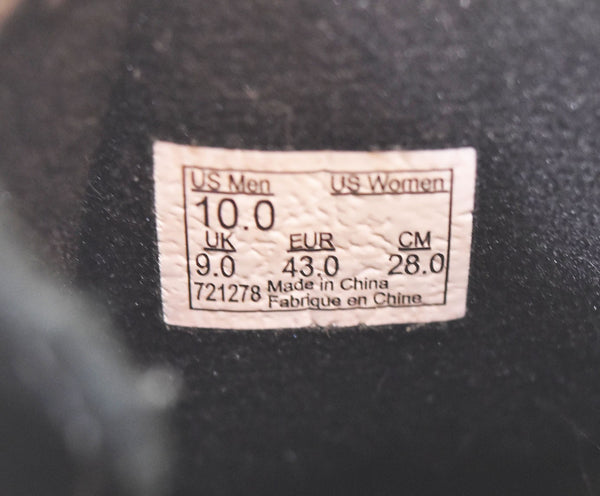 US Men US Women
10.0
UK EUR CM
9.0 43.0 28.0
721278 Made in China
Fabrique en Chine